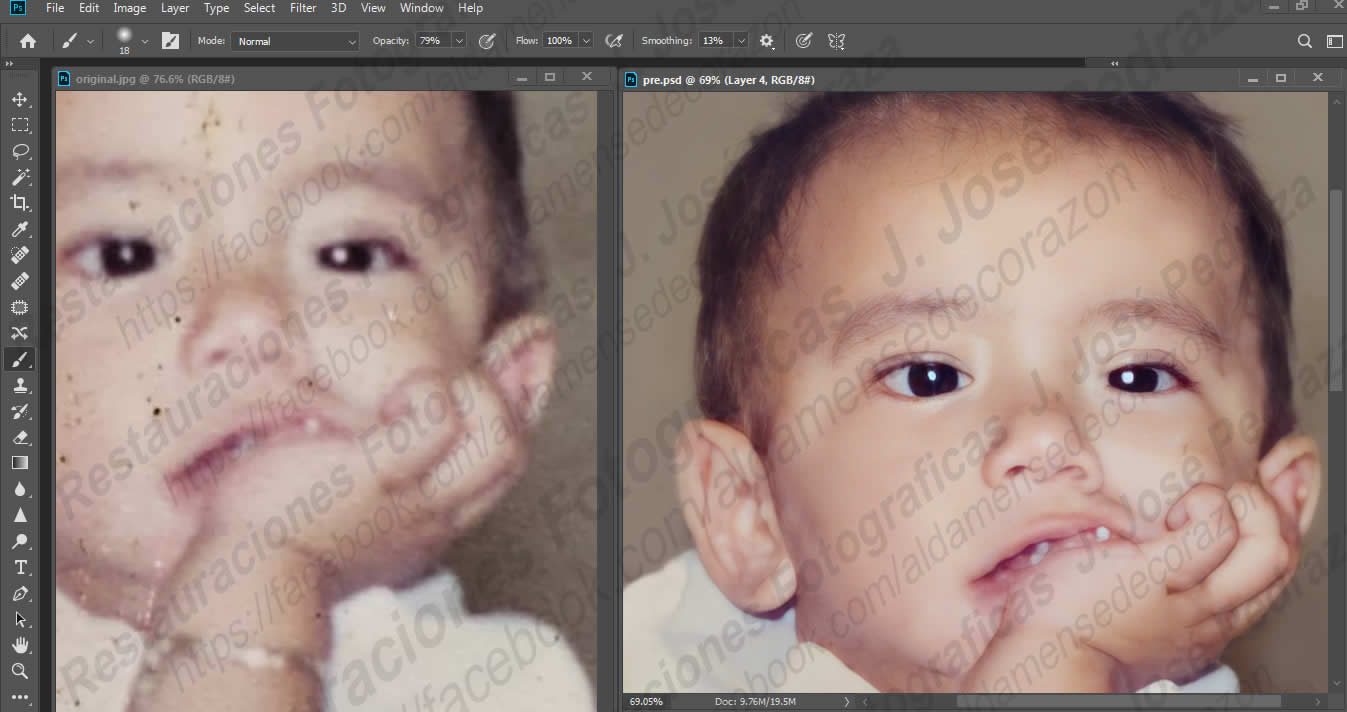 Ps File Edit Image Layer Type Select Filter 3D View Window Help
18 Mode: Normal Opacity: 79% Flow: 100% Smoothing: 13%
original.jpg @ 76.6% (RGB/8#)
pre.psd @ 69% (Layer 4, RGB/8#)
Restauraciones Fotograficas J. José Pedraza
https://facebook.com/aldamensedecorazon
Restauraciones Fotograficas J. José Pedraza
https://facebook.com/aldamensedecorazon
69.05% Doc: 9.76M/19.5M